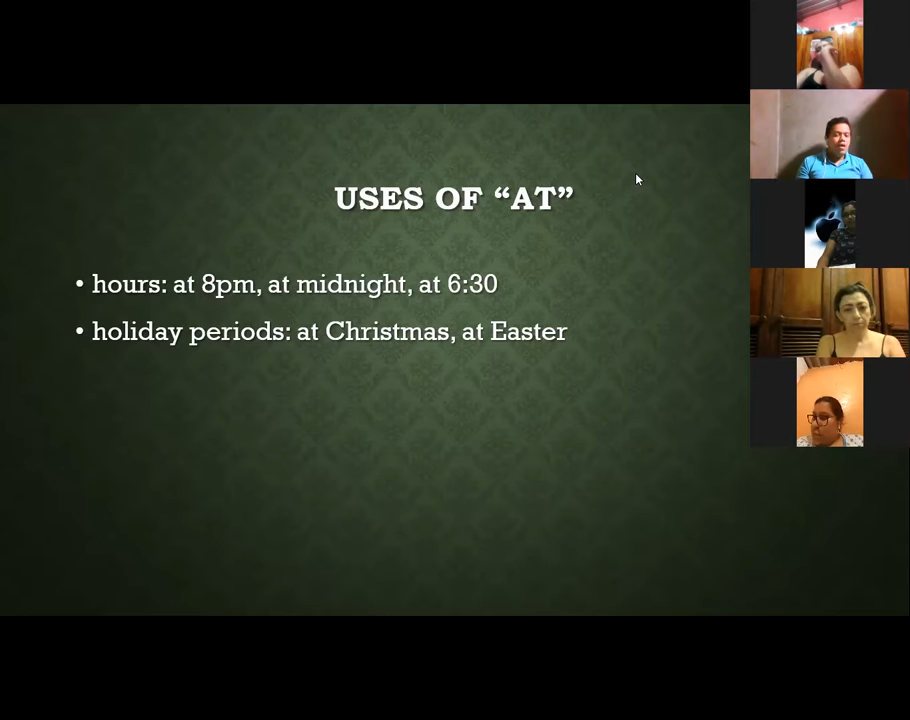 USES OF “AT”
• hours: at 8pm, at midnight, at 6:30
• holiday periods: at Christmas, at Easter